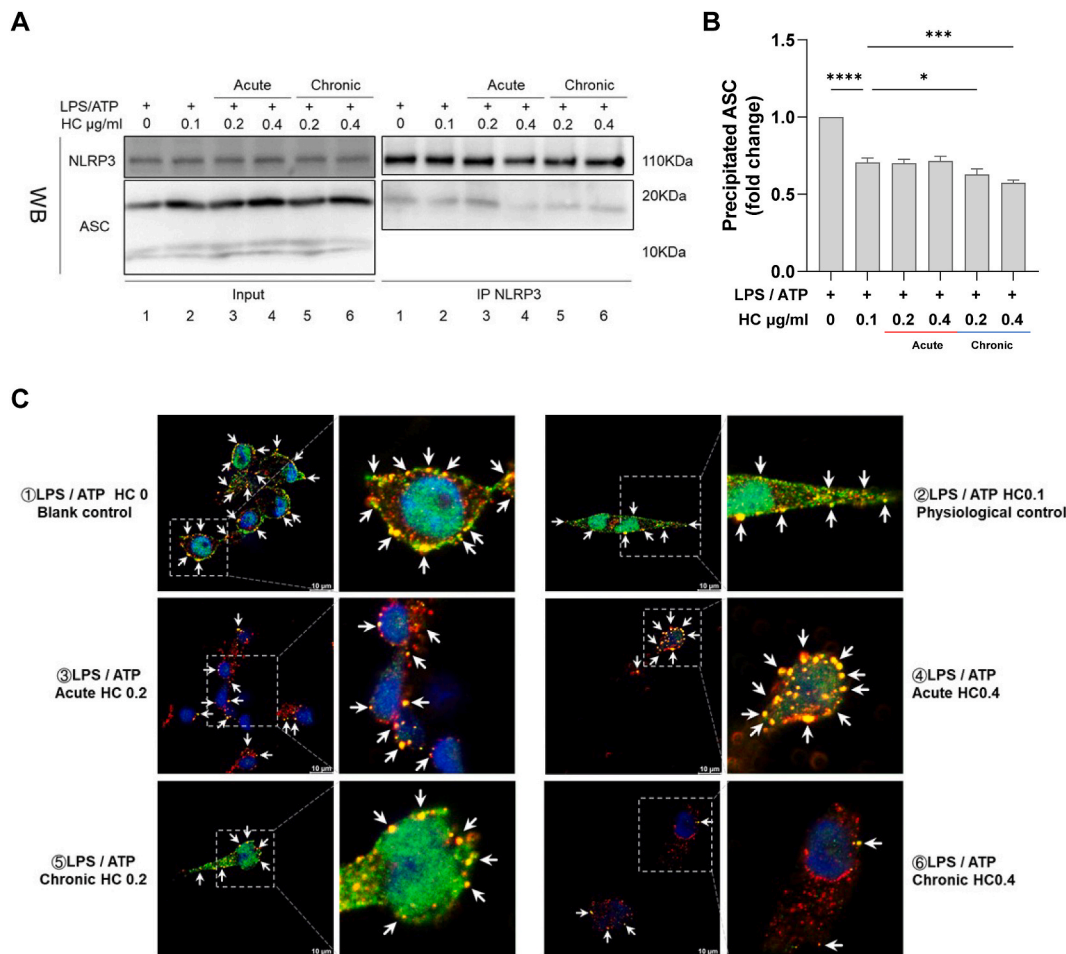 A
Acute Chronic Acute Chronic
LPS/ATP + + + + + + + + + + + +
HC µg/ml 0 0.1 0.2 0.4 0.2 0.4 0 0.1 0.2 0.4 0.2 0.4
WB
NLRP3 110KDa
20KDa
ASC
10KDa
Input IP NLRP3
1 2 3 4 5 6 1 2 3 4 5 6
B
Precipitated ASC
(fold change)
1.5
1.0
0.5
0.0
***
**** *
LPS / ATP + + + + + +
HC µg/ml 0 0.1 0.2 0.4 0.2 0.4
Acute Chronic
C
①LPS / ATP HC 0
Blank control
10 µm
②LPS / ATP HC0.1
Physiological control
10 µm
③LPS / ATP
Acute HC 0.2
10 µm
④LPS / ATP
Acute HC0.4
10 µm
⑤LPS / ATP
Chronic HC 0.2
10 µm
⑥LPS / ATP
Chronic HC0.4
10 µm